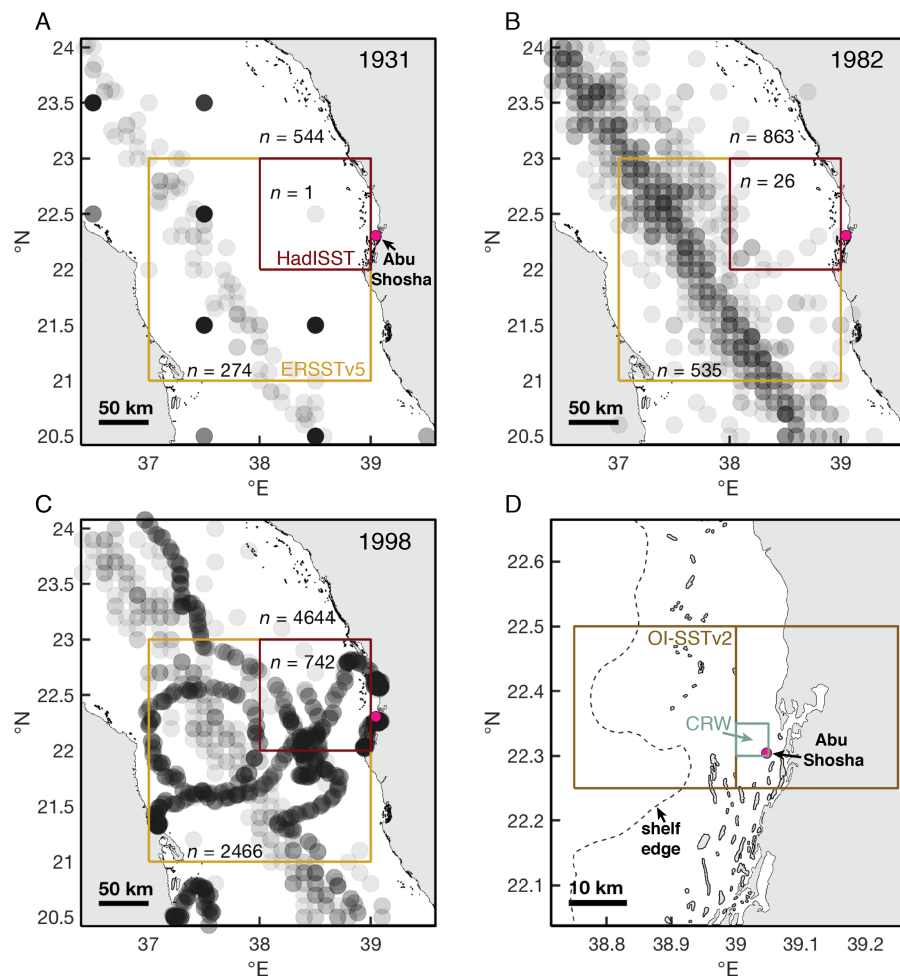 A
1931
24
23.5
23
22.5
22
21.5
21
20.5
°N
n = 544
n = 1
HadISST
Abu
Shosha
n = 274
ERSSTv5
50 km
37
38
39
°E
B
1982
24
23.5
23
22.5
22
21.5
21
20.5
°N
n = 863
n = 26
n = 535
50 km
37
38
39
°E
C
1998
24
23.5
23
22.5
22
21.5
21
20.5
°N
n = 4644
n = 742
n = 2466
50 km
37
38
39
°E
D
22.6
22.5
22.4
22.3
22.2
22.1
°N
OI-SSTv2
CRW
Abu
Shosha
shelf
edge
10 km
38.8
38.9
39
39.1
39.2
°E